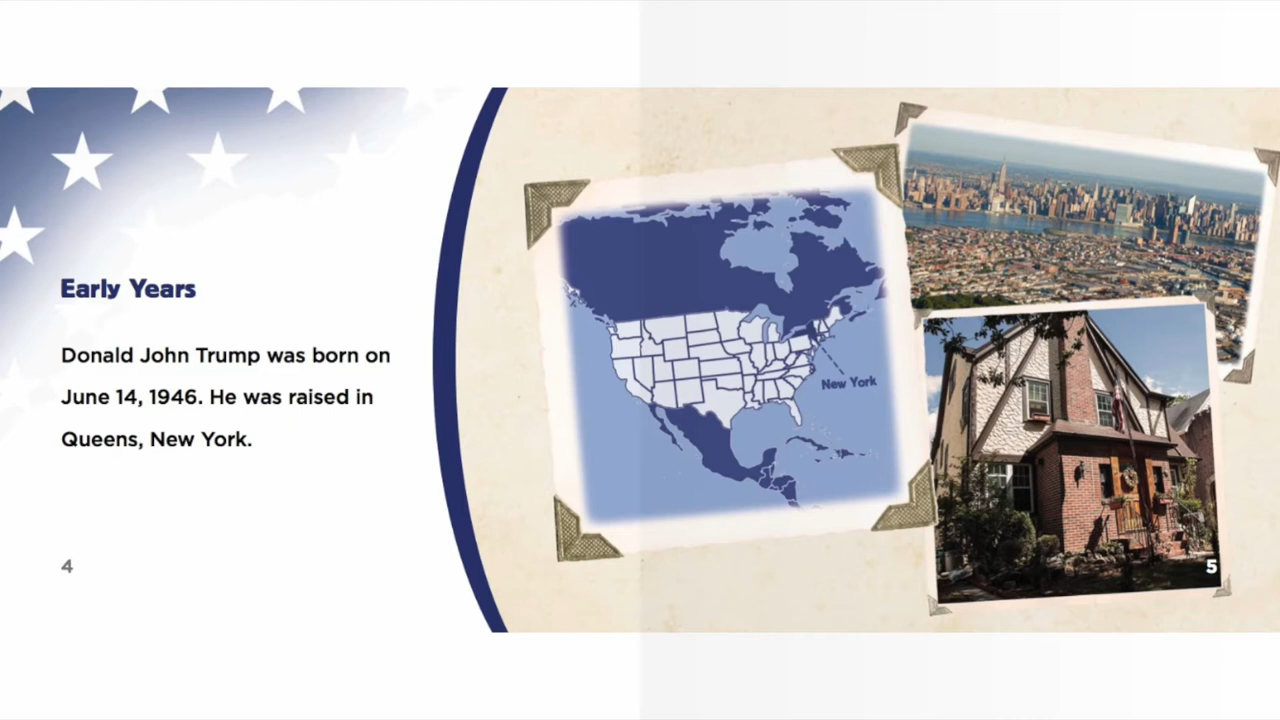 Early Years
Donald John Trump was born on
June 14, 1946. He was raised in
Queens, New York.
New York
4
5